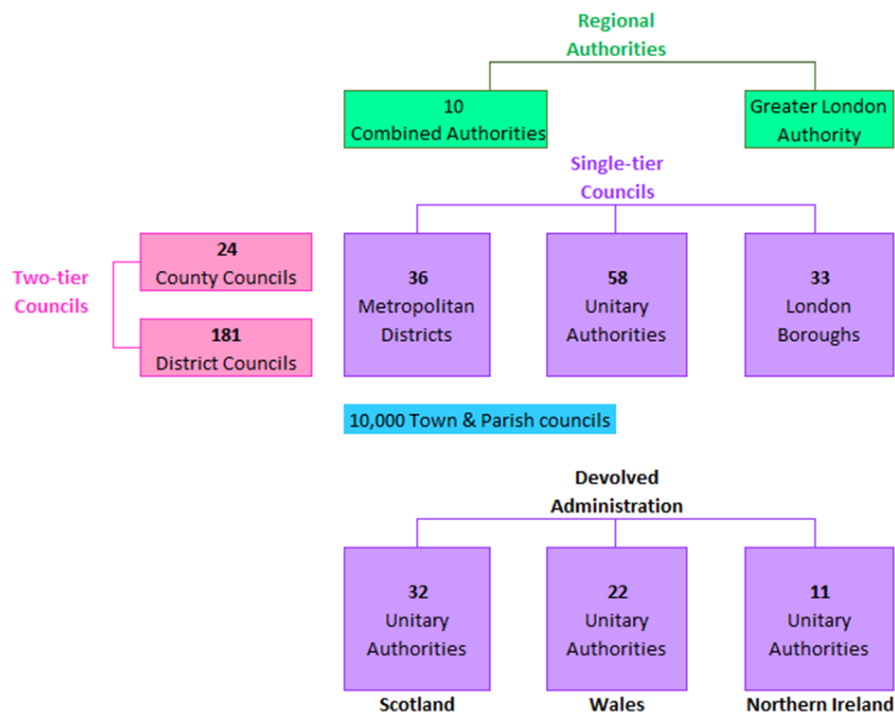 Regional
Authorities
10
Combined Authorities
Greater London
Authority
Single-tier
Councils
Two-tier
Councils
24
County Councils
181
District Councils
36
Metropolitan
Districts
58
Unitary
Authorities
33
London
Boroughs
10,000 Town & Parish councils
Devolved
Administration
32
Unitary
Authorities
Scotland
22
Unitary
Authorities
Wales
11
Unitary
Authorities
Northern Ireland